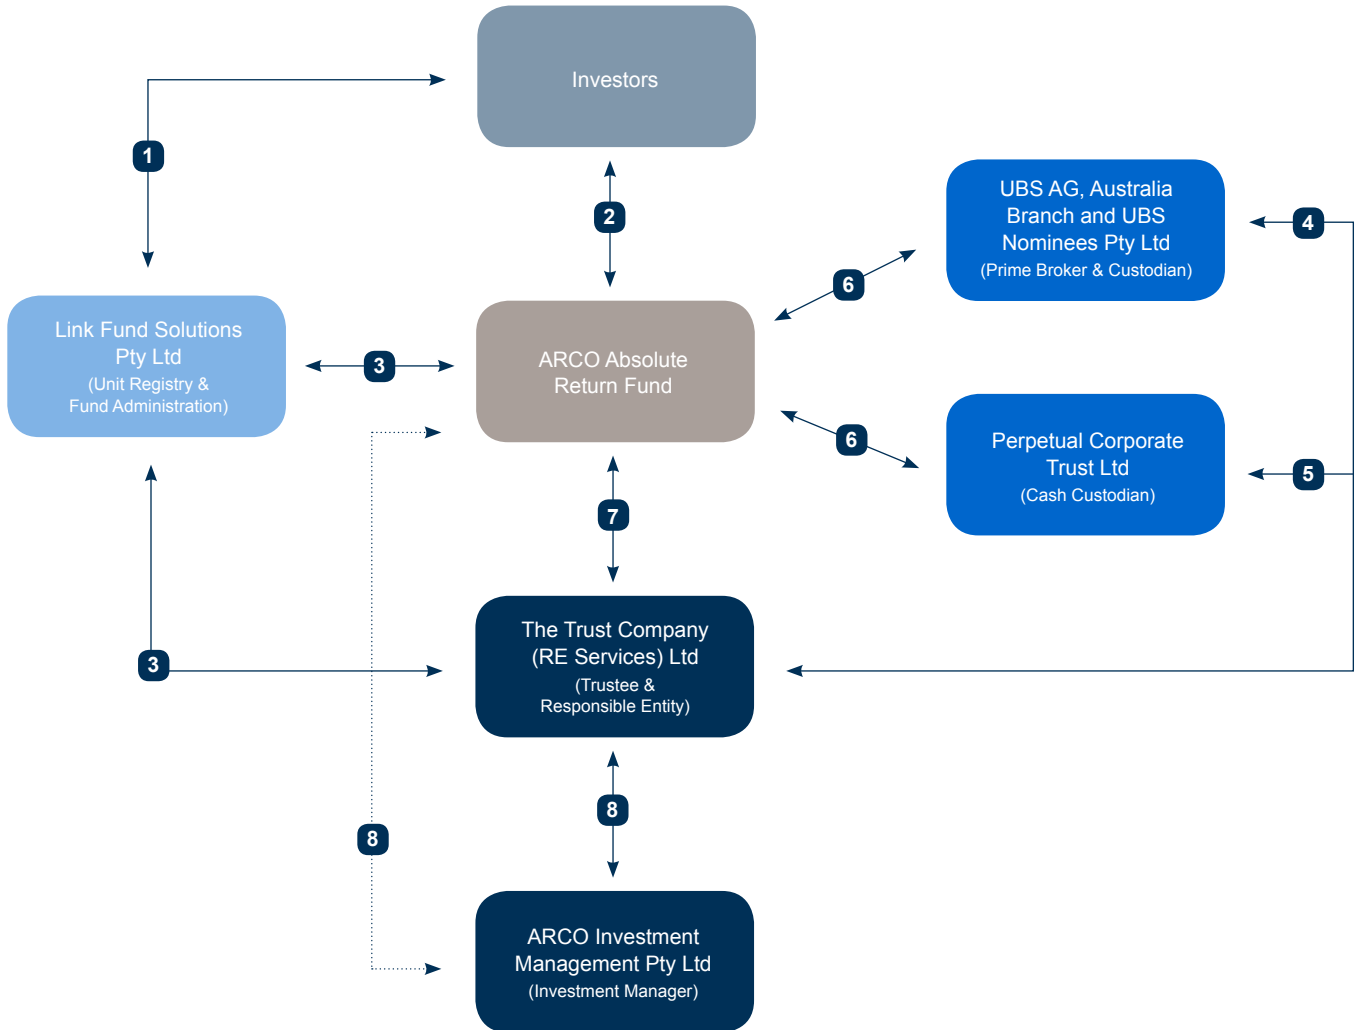 Investors
1
2
UBS AG, Australia
Branch and UBS
Nominees Pty Ltd
(Prime Broker & Custodian)
4
6
Link Fund Solutions
Pty Ltd
(Unit Registry &
Fund Administration)
3
ARCO Absolute
Return Fund
6
Perpetual Corporate
Trust Ltd
(Cash Custodian)
5
7
3
The Trust Company
(RE Services) Ltd
(Trustee &
Responsible Entity)
8
8
ARCO Investment
Management Pty Ltd
(Investment Manager)